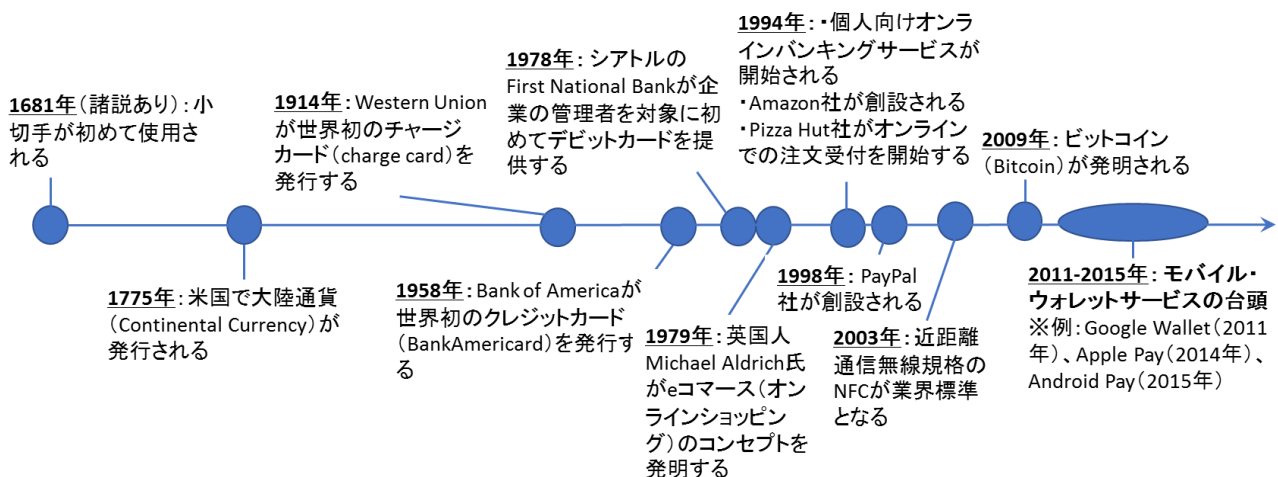 1681年(諸説あり)：小
切手が初めて使用さ
れる
1775年：米国で大陸通貨
(Continental Currency)が
発行される
1914年：Western Union
が世界初のチャージ
カード(charge card)を
発行する
1958年：Bank of Americaが
世界初のクレジットカード
(BankAmericard)を発行す
る
1978年：シアトルの
First National Bankが企
業の管理者を対象に初
めてデビットカードを提
供する
1979年：英国人
Michael Aldrich氏
がeコマース(オン
ラインショッピン
グ)のコンセプトを
発明する
1994年：・個人向けオンラ
インバンキングサービスが
開始される
・Amazon社が創設される
・Pizza Hut社がオンライン
での注文受付を開始する
1998年：PayPal
社が創設される
2003年：近距離
通信無線規格の
NFCが業界標準
となる
2009年：ビットコイン
(Bitcoin)が発明される
2011-2015年：モバイル・
ウォレットサービスの台頭
※例：Google Wallet(2011
年)、Apple Pay(2014年)、
Android Pay(2015年)